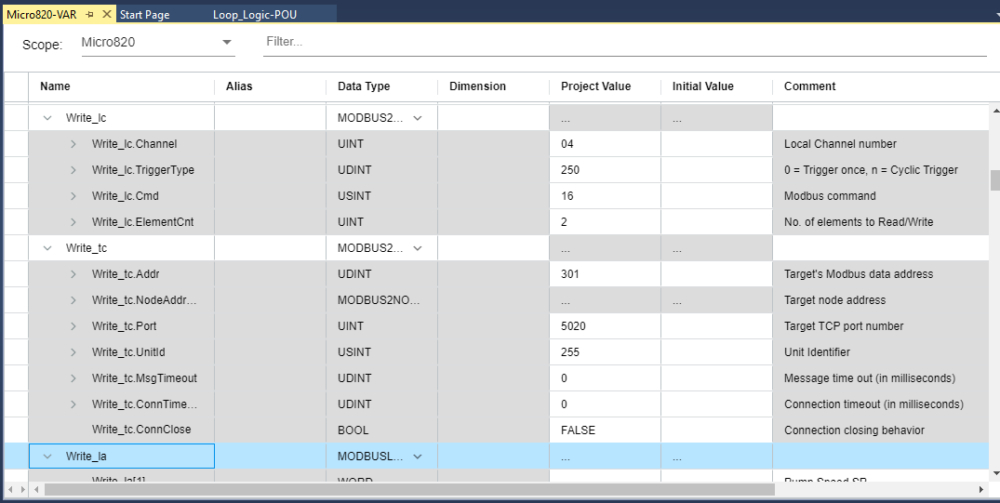 Micro820-VAR Start Page Loop_Logic-POU
Scope: Micro820 Filter...
Name Alias Data Type Dimension Project Value Initial Value Comment
Write_lc MODBUS2... ... ...
Write_lc.Channel UINT 04 Local Channel number
Write_lc.TriggerType UDINT 250 0 = Trigger once, n = Cyclic Trigger
Write_lc.Cmd USINT 16 Modbus command
Write_lc.ElementCnt UINT 2 No. of elements to Read/Write
Write_tc MODBUS2... ... ...
Write_tc.Addr UDINT 301 Target's Modbus data address
Write_tc.NodeAddr... MODBUS2NO... ... ... Target node address
Write_tc.Port UINT 5020 Target TCP port number
Write_tc.UnitId USINT 255 Unit Identifier
Write_tc.MsgTimeout UDINT 0 Message time out (in milliseconds)
Write_tc.ConnTime... UDINT 0 Connection timeout (in milliseconds)
Write_tc.ConnClose BOOL FALSE Connection closing behavior
Write_la MODBUSL... ... ...
Write_la[1] WORD Pump Speed SP